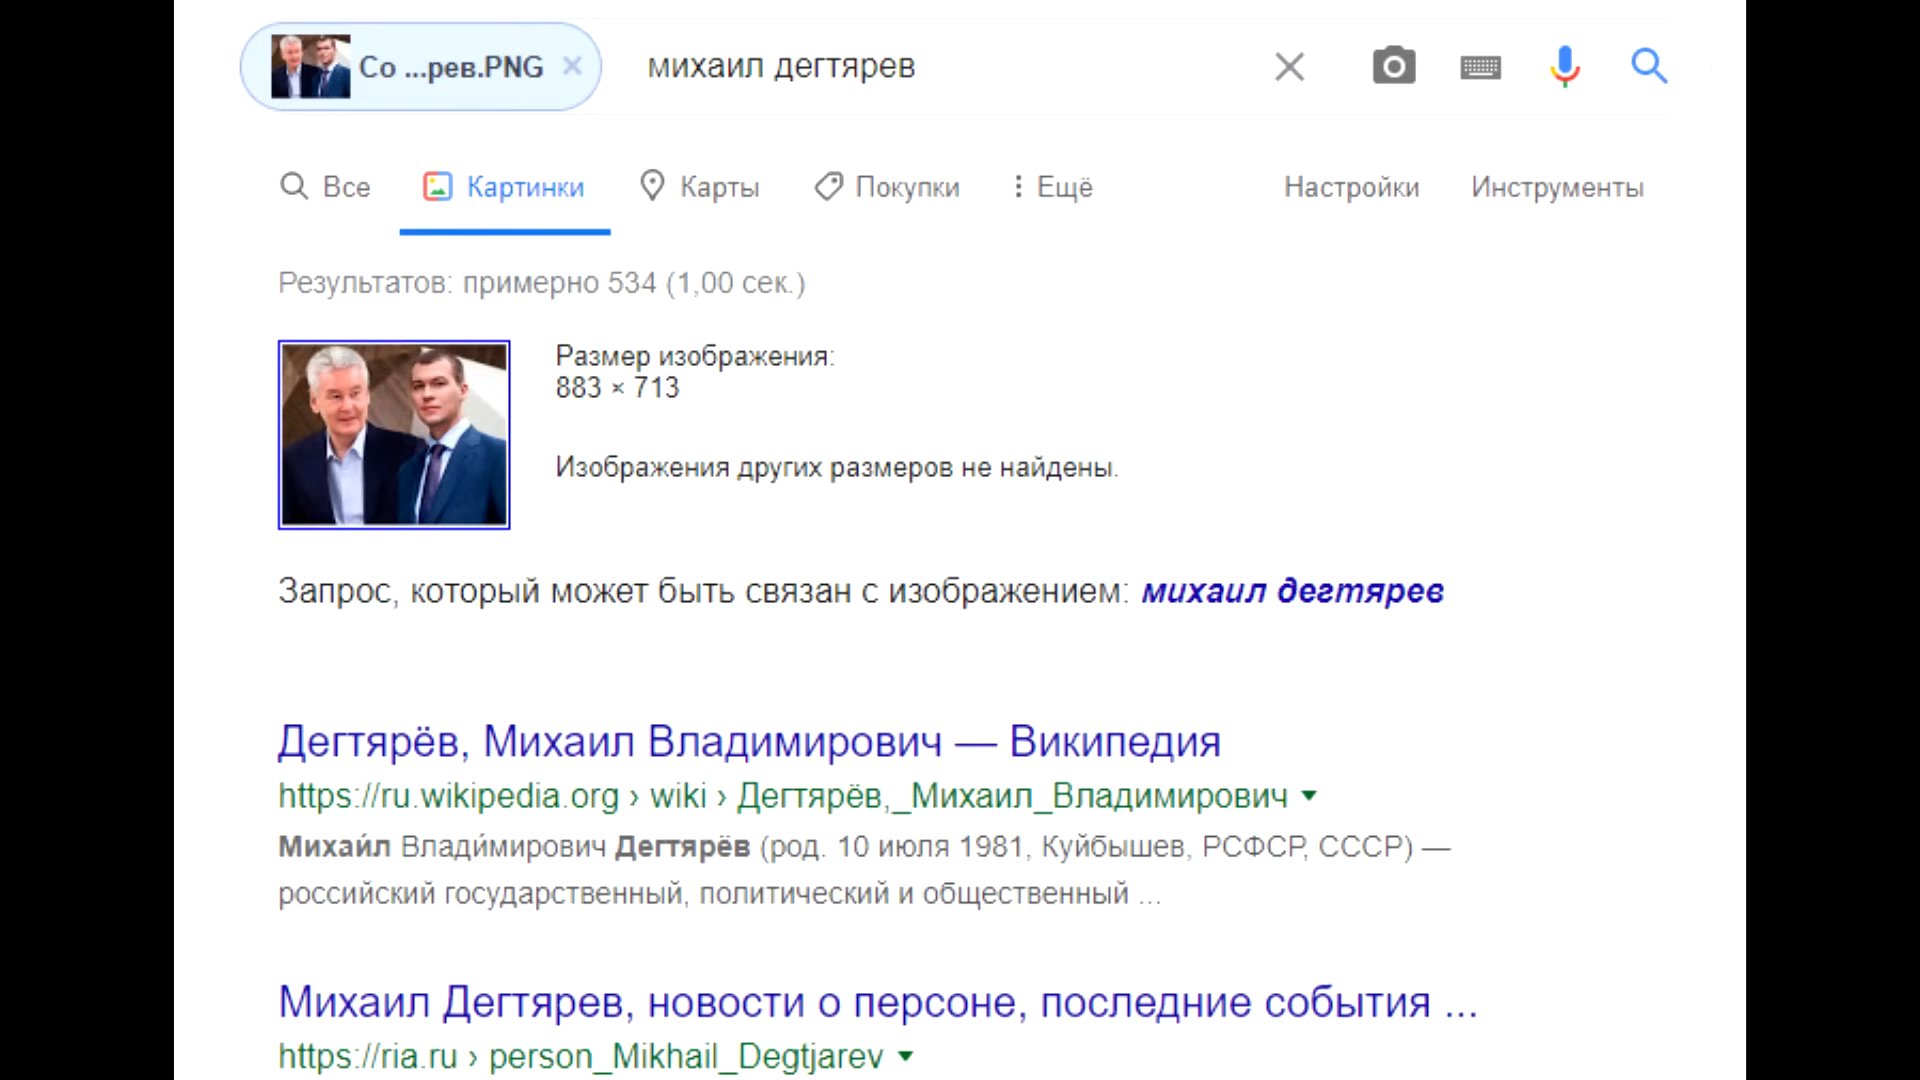 Со ...рев.PNG
михаил дегтярев
Все Картинки Карты Покупки Ещё Настройки Инструменты
Результатов: примерно 534 (1,00 сек.)
Размер изображения:
883 × 713
Изображения других размеров не найдены.
Запрос, который может быть связан с изображением: михаил дегтярев
Дегтярёв, Михаил Владимирович — Википедия
https://ru.wikipedia.org › wiki › Дегтярёв,_Михаил_Владимирович
Михаи́л Влади́мирович Дегтярёв (род. 10 июля 1981, Куйбышев, РСФСР, СССР) —
российский государственный, политический и общественный ...
Михаил Дегтярев, новости о персоне, последние события ...
https://ria.ru › person_Mikhail_Degtjarev